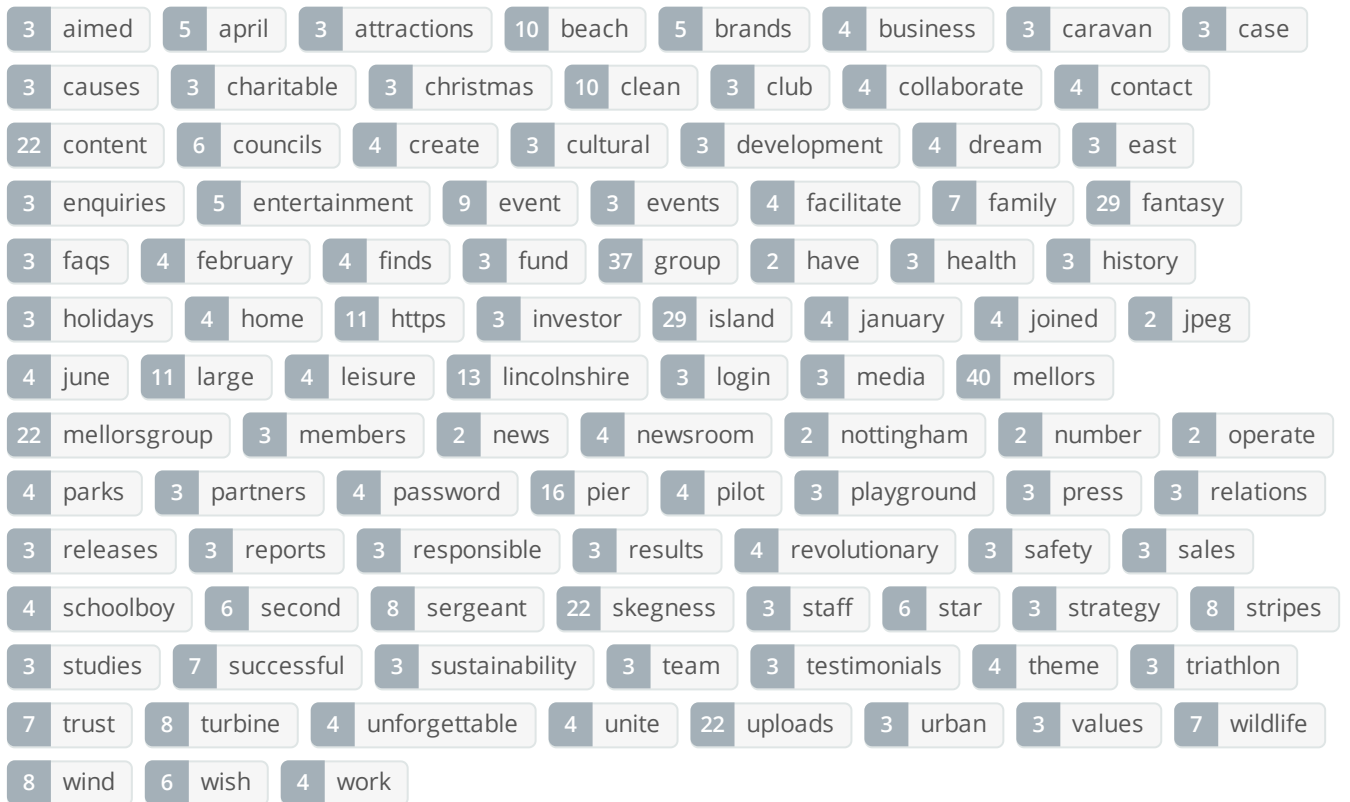 3 aimed 5 april 3 attractions 10 beach 5 brands 4 business 3 caravan 3 case
3 causes 3 charitable 3 christmas 10 clean 3 club 4 collaborate 4 contact
22 content 6 councils 4 create 3 cultural 3 development 4 dream 3 east
3 enquiries 5 entertainment 9 event 3 events 4 facilitate 7 family 29 fantasy
3 faqs 4 february 4 finds 3 fund 37 group 2 have 3 health 3 history
3 holidays 4 home 11 https 3 investor 29 island 4 january 4 joined 2 jpeg
4 june 11 large 4 leisure 13 lincolnshire 3 login 3 media 40 mellors
22 mellorsgroup 3 members 2 news 4 newsroom 2 nottingham 2 number 2 operate
4 parks 3 partners 4 password 16 pier 4 pilot 3 playground 3 press 3 relations
3 releases 3 reports 3 responsible 3 results 4 revolutionary 3 safety 3 sales
4 schoolboy 6 second 8 sergeant 22 skegness 3 staff 6 star 3 strategy 8 stripes
3 studies 7 successful 3 sustainability 3 team 3 testimonials 4 theme 3 triathlon
7 trust 8 turbine 4 unforgettable 4 unite 22 uploads 3 urban 3 values 7 wildlife
8 wind 6 wish 4 work